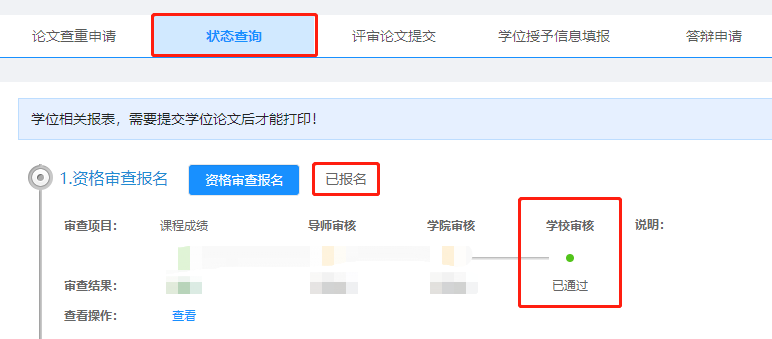 论文查重申请 状态查询 评审论文提交 学位授予信息填报 答辩申请
学位相关报表，需要提交学位论文后才能打印！
1.资格审查报名 资格审查报名 已报名
审查项目： 课程成绩 导师审核 学院审核 学校审核 说明：
审查结果： 已通过
查看操作： 查看